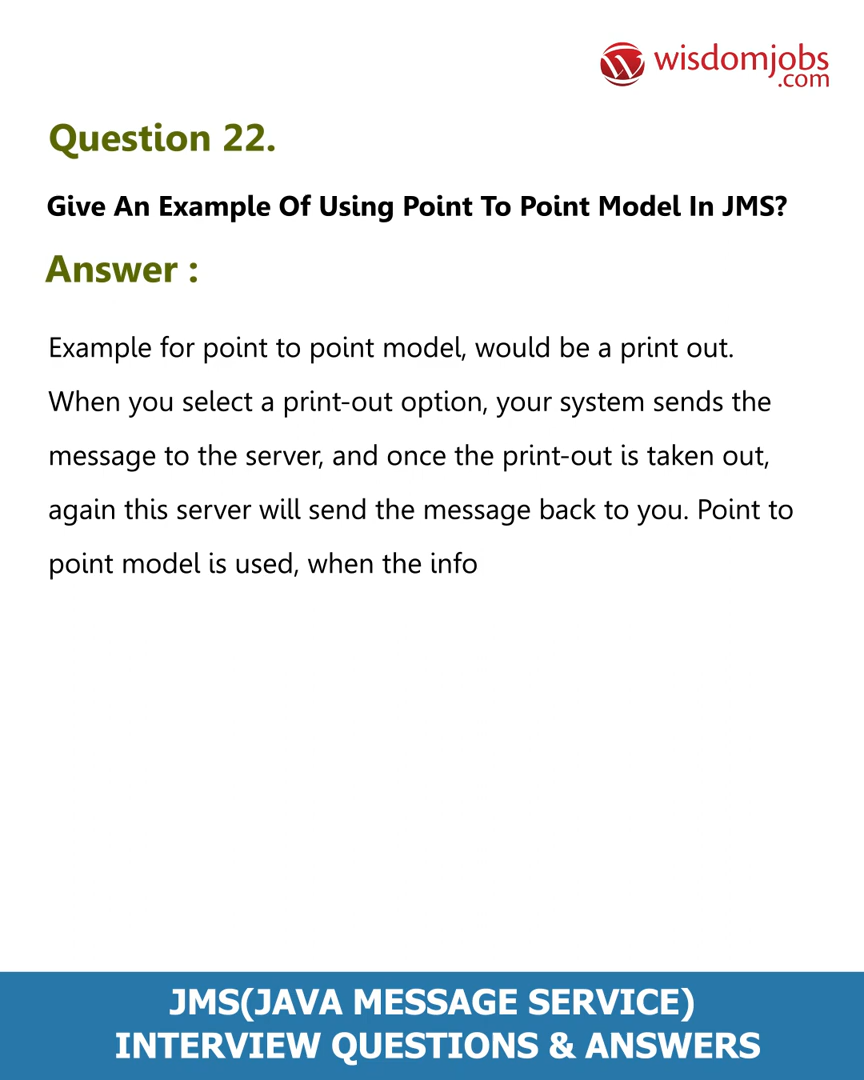 wisdomjobs
.com
Question 22.
Give An Example Of Using Point To Point Model In JMS?
Answer :
Example for point to point model, would be a print out.
When you select a print-out option, your system sends the
message to the server, and once the print-out is taken out,
again this server will send the message back to you. Point to
point model is used, when the info
JMS(JAVA MESSAGE SERVICE)
INTERVIEW QUESTIONS & ANSWERS